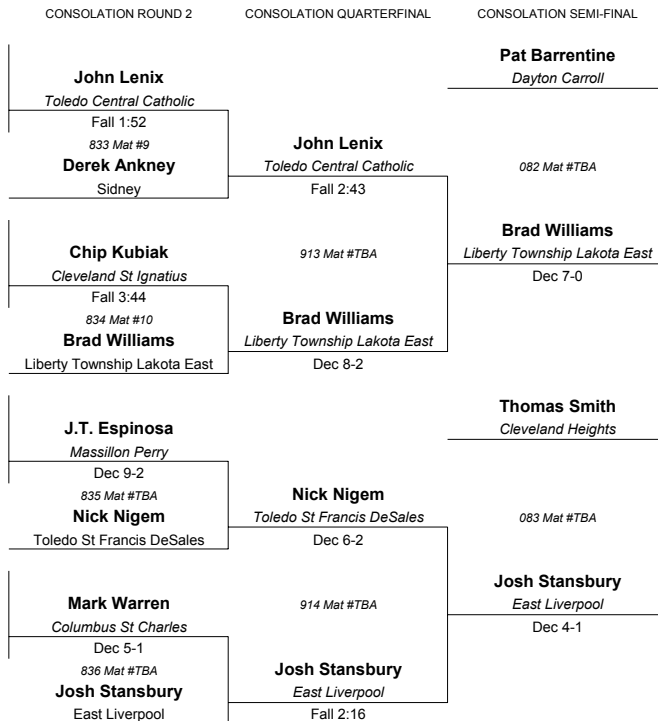 CONSOLATION ROUND 2
John Lenix
Toledo Central Catholic
Fall 1:52
833 Mat #9
Derek Ankney
Sidney
Chip Kubiak
Cleveland St Ignatius
Fall 3:44
834 Mat #10
Brad Williams
Liberty Township Lakota East
J.T. Espinosa
Massillon Perry
Dec 9-2
835 Mat #TBA
Nick Nigem
Toledo St Francis DeSales
Mark Warren
Columbus St Charles
Dec 5-1
836 Mat #TBA
Josh Stansbury
East Liverpool
CONSOLATION QUARTERFINAL
John Lenix
Toledo Central Catholic
Fall 2:43
913 Mat #TBA
Brad Williams
Liberty Township Lakota East
Dec 8-2
Nick Nigem
Toledo St Francis DeSales
Dec 6-2
914 Mat #TBA
Josh Stansbury
East Liverpool
Fall 2:16
CONSOLATION SEMI-FINAL
Pat Barrentine
Dayton Carroll
082 Mat #TBA
Brad Williams
Liberty Township Lakota East
Dec 7-0
Thomas Smith
Cleveland Heights
083 Mat #TBA
Josh Stansbury
East Liverpool
Dec 4-1